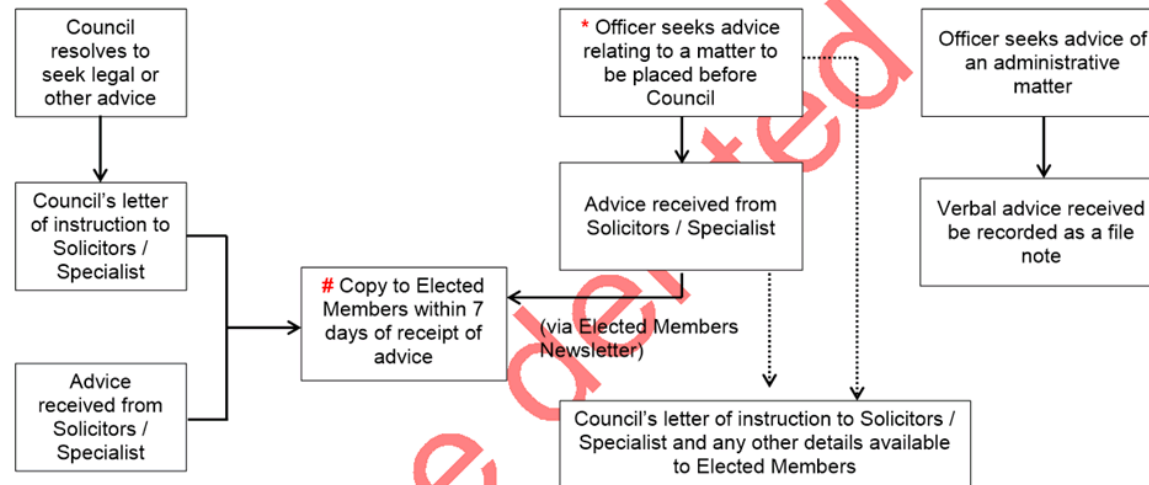 Council
resolves to
seek legal or
other advice
* Officer seeks advice
relating to a matter to
be placed before
Council
Officer seeks advice of
an administrative
matter
Council's letter
of instruction to
Solicitors /
Specialist
Advice received from
Solicitors / Specialist
Verbal advice received
be recorded as a file
note
# Copy to Elected
Members within 7
days of receipt of
advice
(via Elected Members
Newsletter)
Advice
received from
Solicitors /
Specialist
Council's letter of instruction to Solicitors /
Specialist and any other details available
to Elected Members